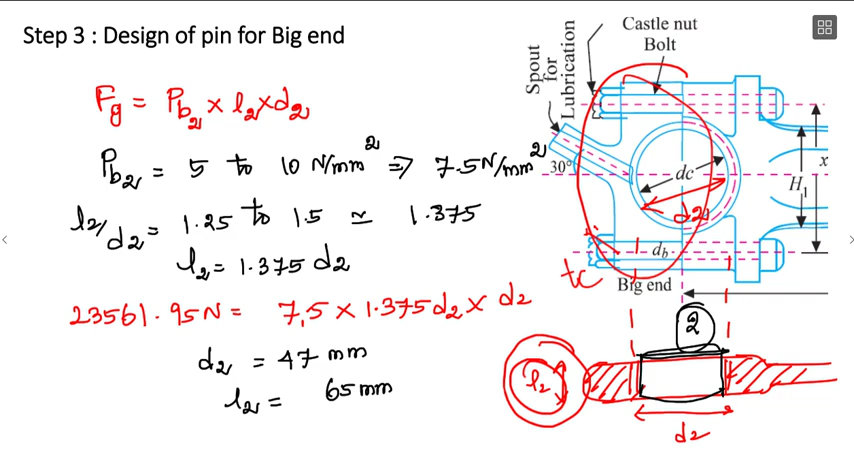 Step 3 : Design of pin for Big end
Fg = Pb2 × l2 × d2
Pb2 = 5 to 10 N/mm² => 7.5 N/mm²
l2/d2 = 1.25 to 1.5 ≃ 1.375
l2 = 1.375 d2
23561.95N = 7.5 × 1.375 d2 × d2
d2 = 47 mm
l2 = 65 mm
Castle nut
Bolt
Spout
for
Lubrication
30°
dc
d2
H1
x
db
tc
Big end
2
l2
d2